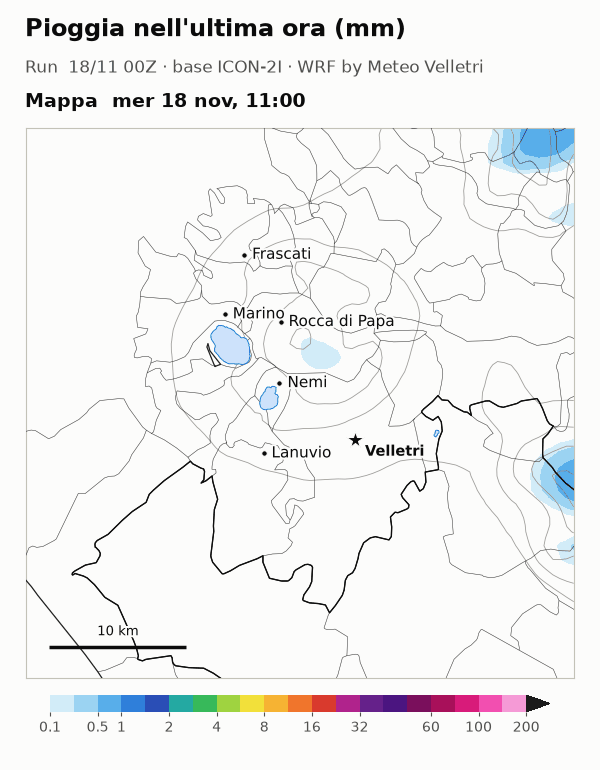 Pioggia nell'ultima ora (mm)
Run  18/11 00Z · base ICON-2I · WRF by Meteo Velletri
Mappa  mer 18 nov, 11:00
Frascati
Marino
Rocca di Papa
Nemi
Velletri
Lanuvio
10 km
0.1 0.5 1 2 4 8 16 32 60 100 200